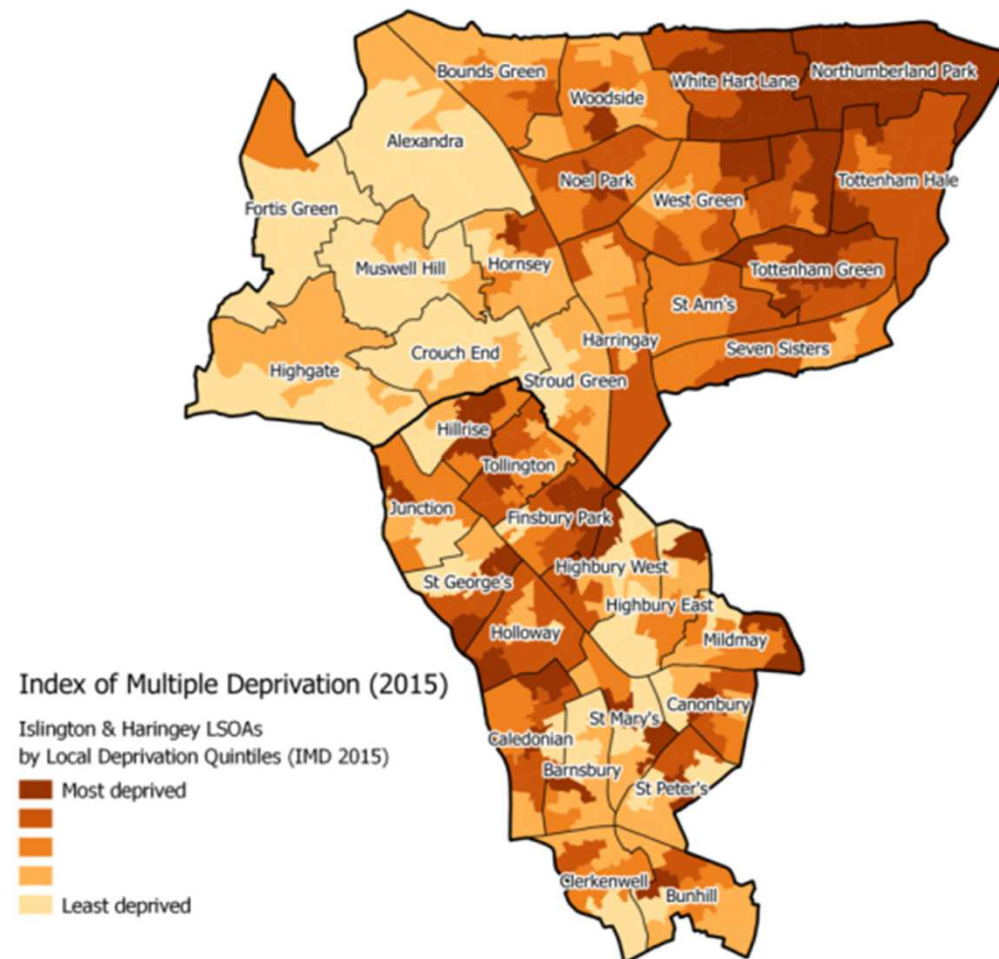 Bounds Green
White Hart Lane
Northumberland Park
Woodside
Alexandra
Noel Park
Tottenham Hale
West Green
Fortis Green
Muswell Hill
Hornsey
Tottenham Green
St Ann's
Harringay
Seven Sisters
Crouch End
Highgate
Stroud Green
Hillrise
Tollington
Junction
Finsbury Park
Highbury West
St George's
Highbury East
Holloway
Mildmay
Index of Multiple Deprivation (2015)
Islington & Haringey LSOAs
by Local Deprivation Quintiles (IMD 2015)
Most deprived
Least deprived
Canonbury
St Mary's
Caledonian
Barnsbury
St Peter's
Clerkenwell
Bunhill